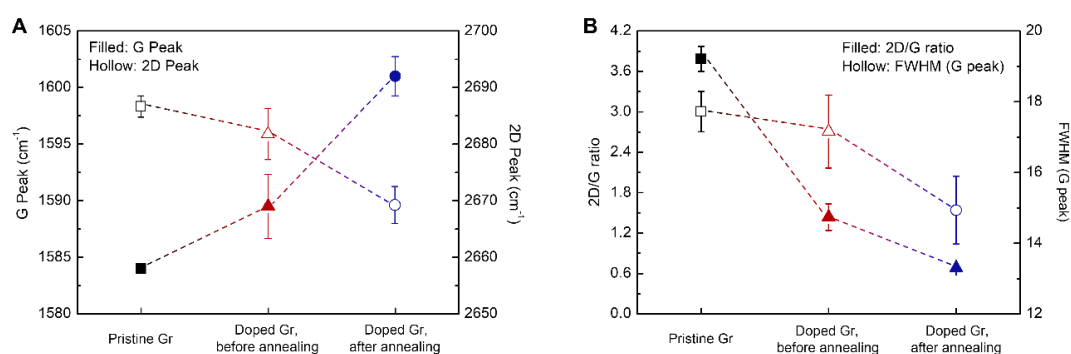 A
Filled: G Peak
Hollow: 2D Peak
G Peak (cm⁻¹)
1605
1600
1595
1590
1585
1580
2D Peak (cm⁻¹)
2700
2690
2680
2670
2660
2650
Pristine Gr
Doped Gr,
before annealing
Doped Gr,
after annealing
B
Filled: 2D/G ratio
Hollow: FWHM (G peak)
2D/G ratio
4.2
3.6
3.0
2.4
1.8
1.2
0.6
0.0
FWHM (G peak)
20
18
16
14
12
Pristine Gr
Doped Gr,
before annealing
Doped Gr,
after annealing